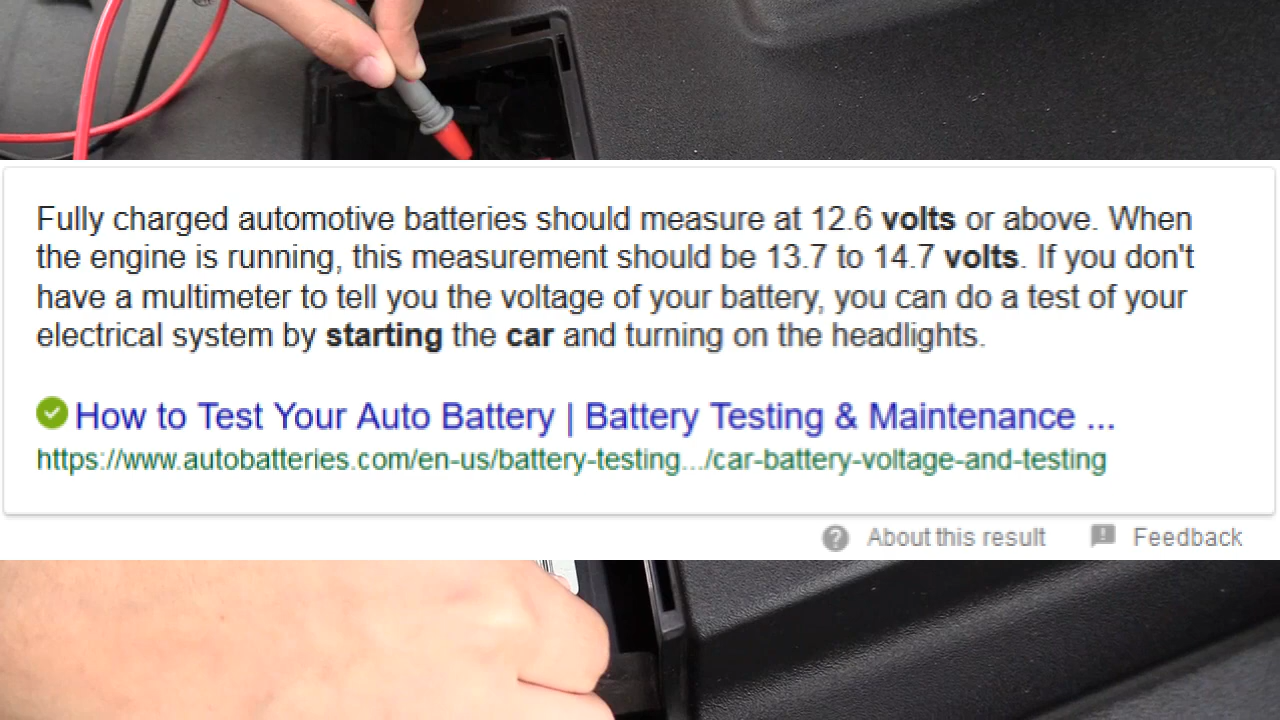 Fully charged automotive batteries should measure at 12.6 volts or above. When
the engine is running, this measurement should be 13.7 to 14.7 volts. If you don't
have a multimeter to tell you the voltage of your battery, you can do a test of your
electrical system by starting the car and turning on the headlights.
How to Test Your Auto Battery | Battery Testing & Maintenance ...
https://www.autobatteries.com/en-us/battery-testing.../car-battery-voltage-and-testing
About this result Feedback